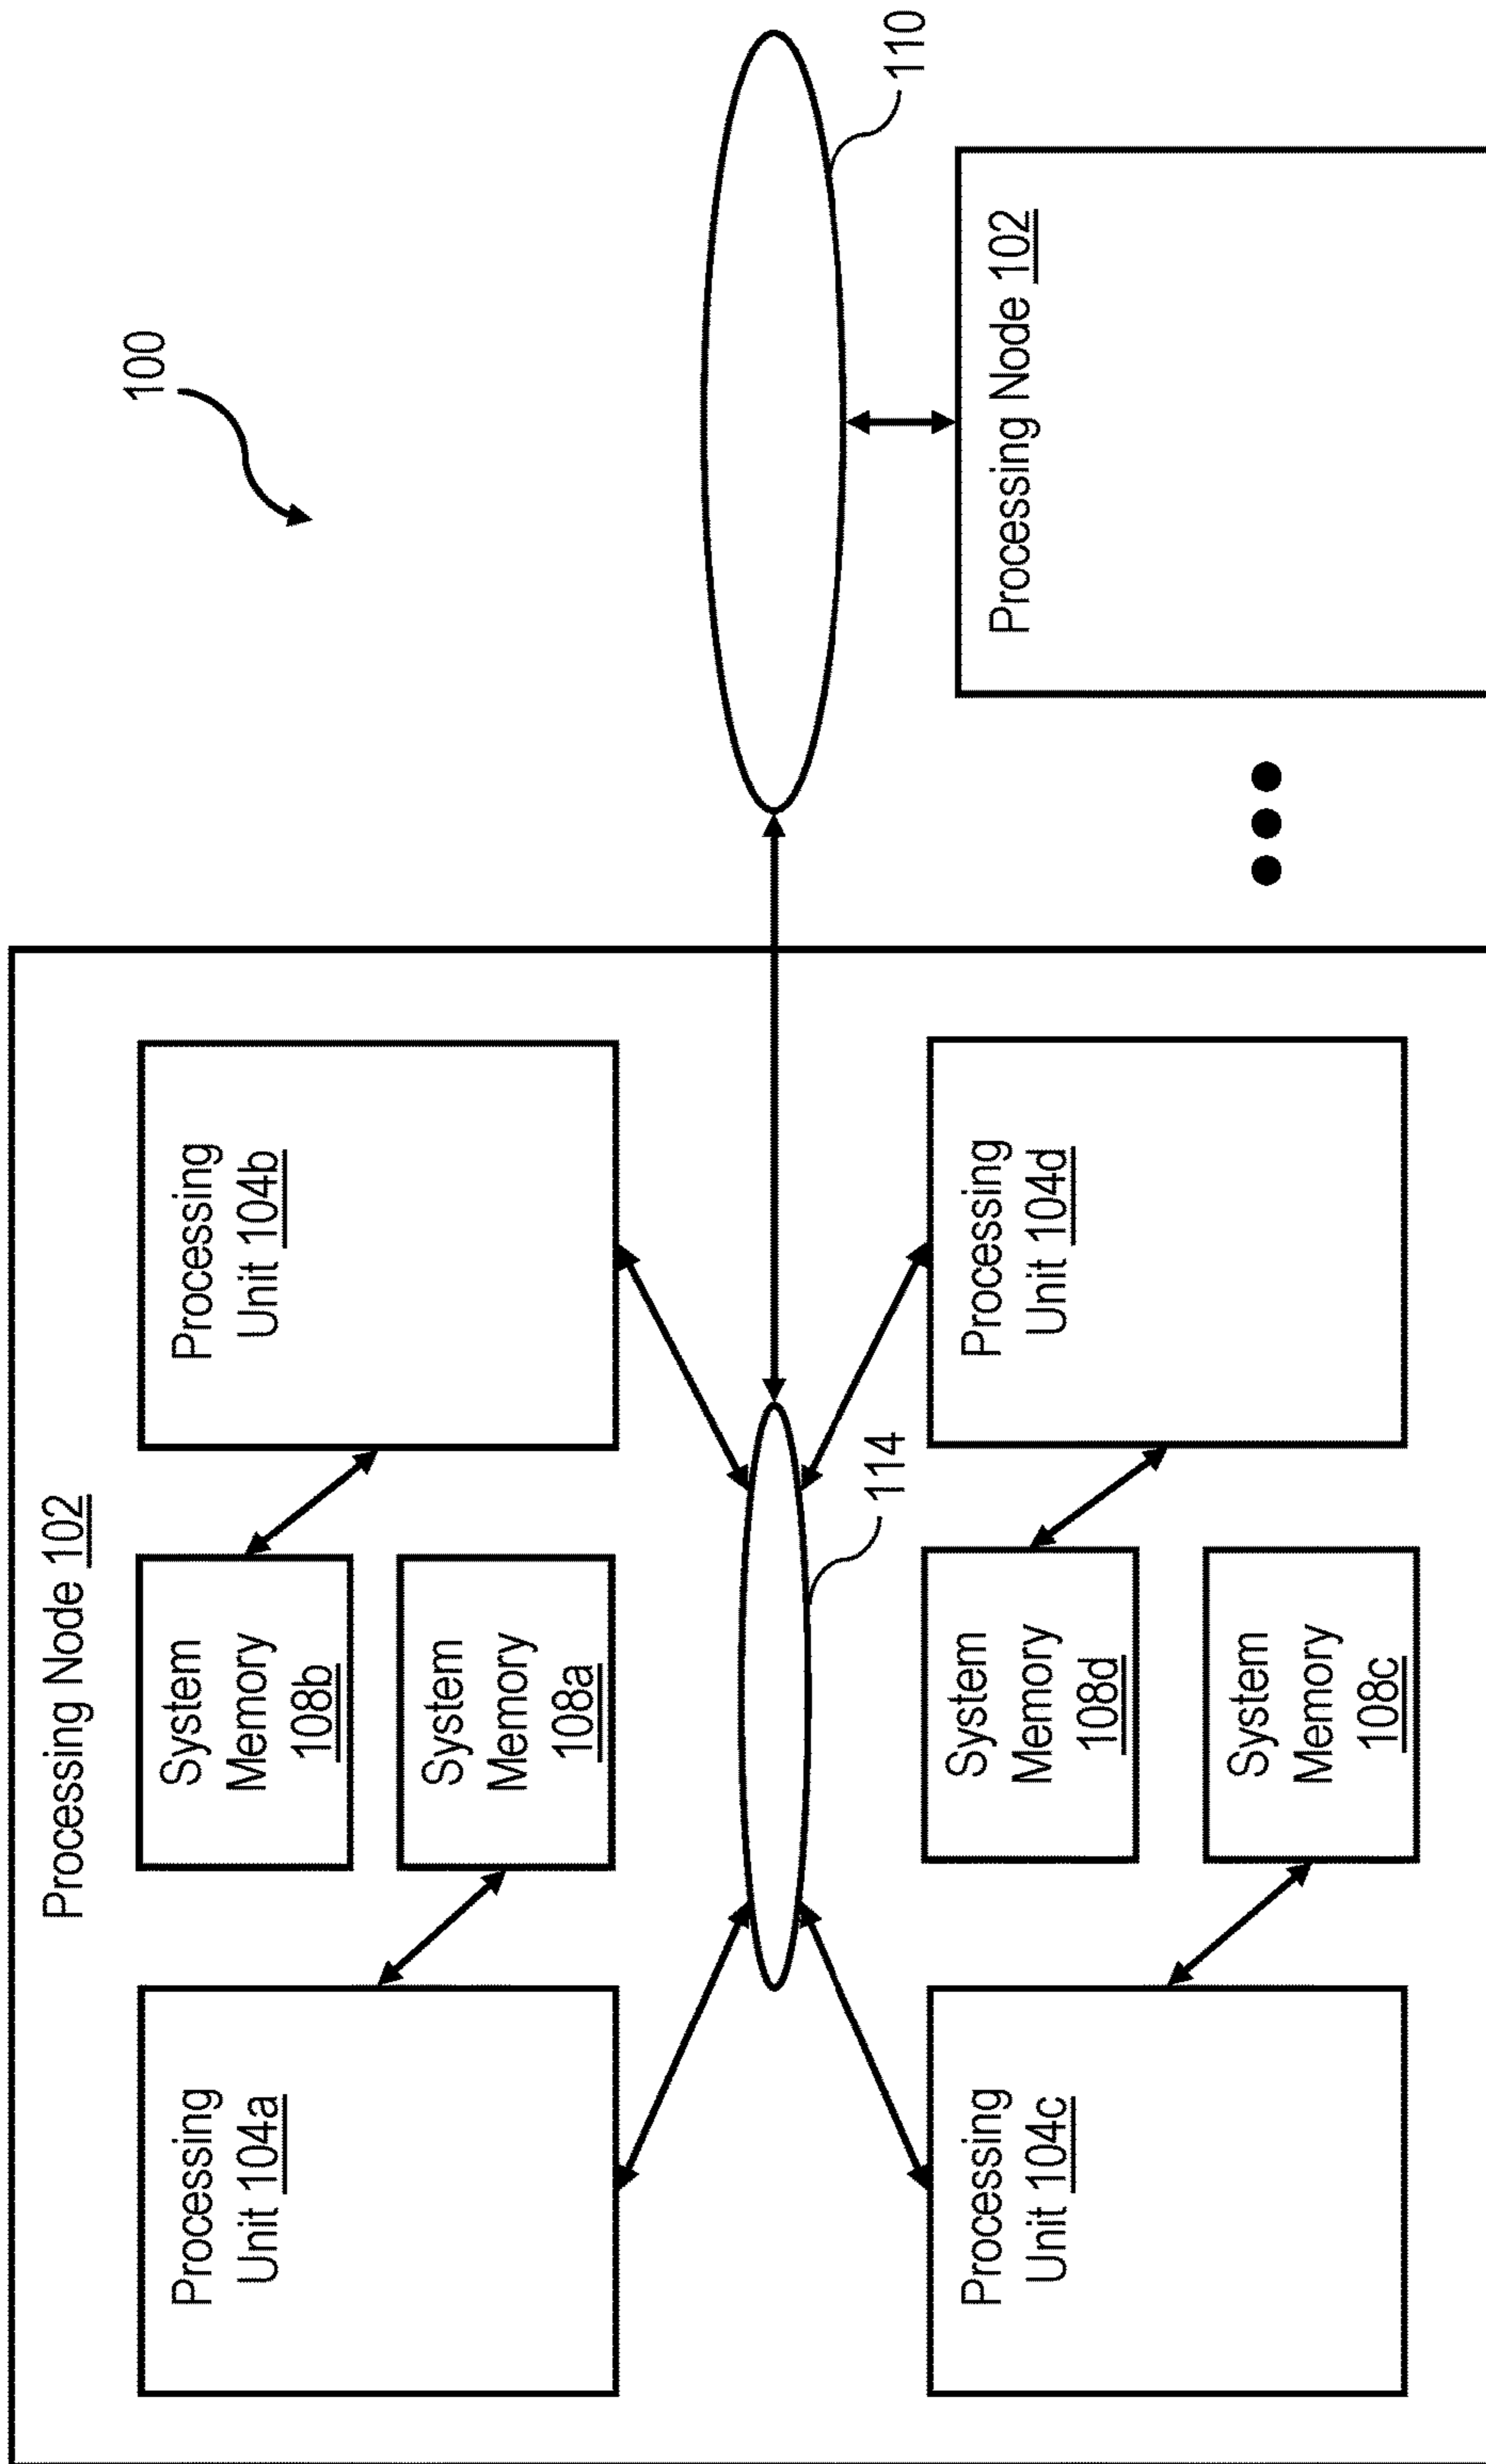 100
Processing Node 102
Processing
Unit 104a
System
Memory
108b
System
Memory
108a
Processing
Unit 104b
110
114
Processing Node 102
Processing
Unit 104c
System
Memory
108d
System
Memory
108c
Processing
Unit 104d